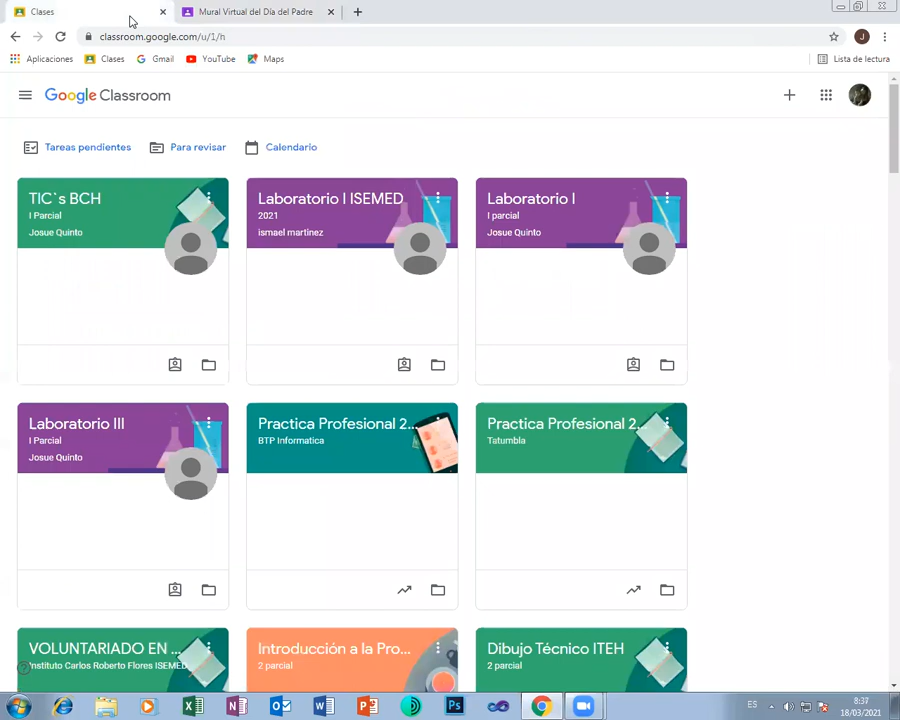 Clases
Mural Virtual del Día del Padre
classroom.google.com/u/1/h
J
Aplicaciones
Clases
Gmail
YouTube
Maps
Lista de lectura
Google Classroom
Tareas pendientes
Para revisar
Calendario
TIC`s BCH
I Parcial
Josue Quinto
Laboratorio I ISEMED
2021
ismael martinez
Laboratorio I
I parcial
Josue Quinto
Laboratorio III
I Parcial
Josue Quinto
Practica Profesional 2...
BTP Informatica
Practica Profesional 2...
Tatumbla
VOLUNTARIADO EN ...
Instituto Carlos Roberto Flores ISEMED
Introducción a la Pro...
2 parcial
Dibujo Técnico ITEH
2 parcial
ES
8:37
18/03/2021